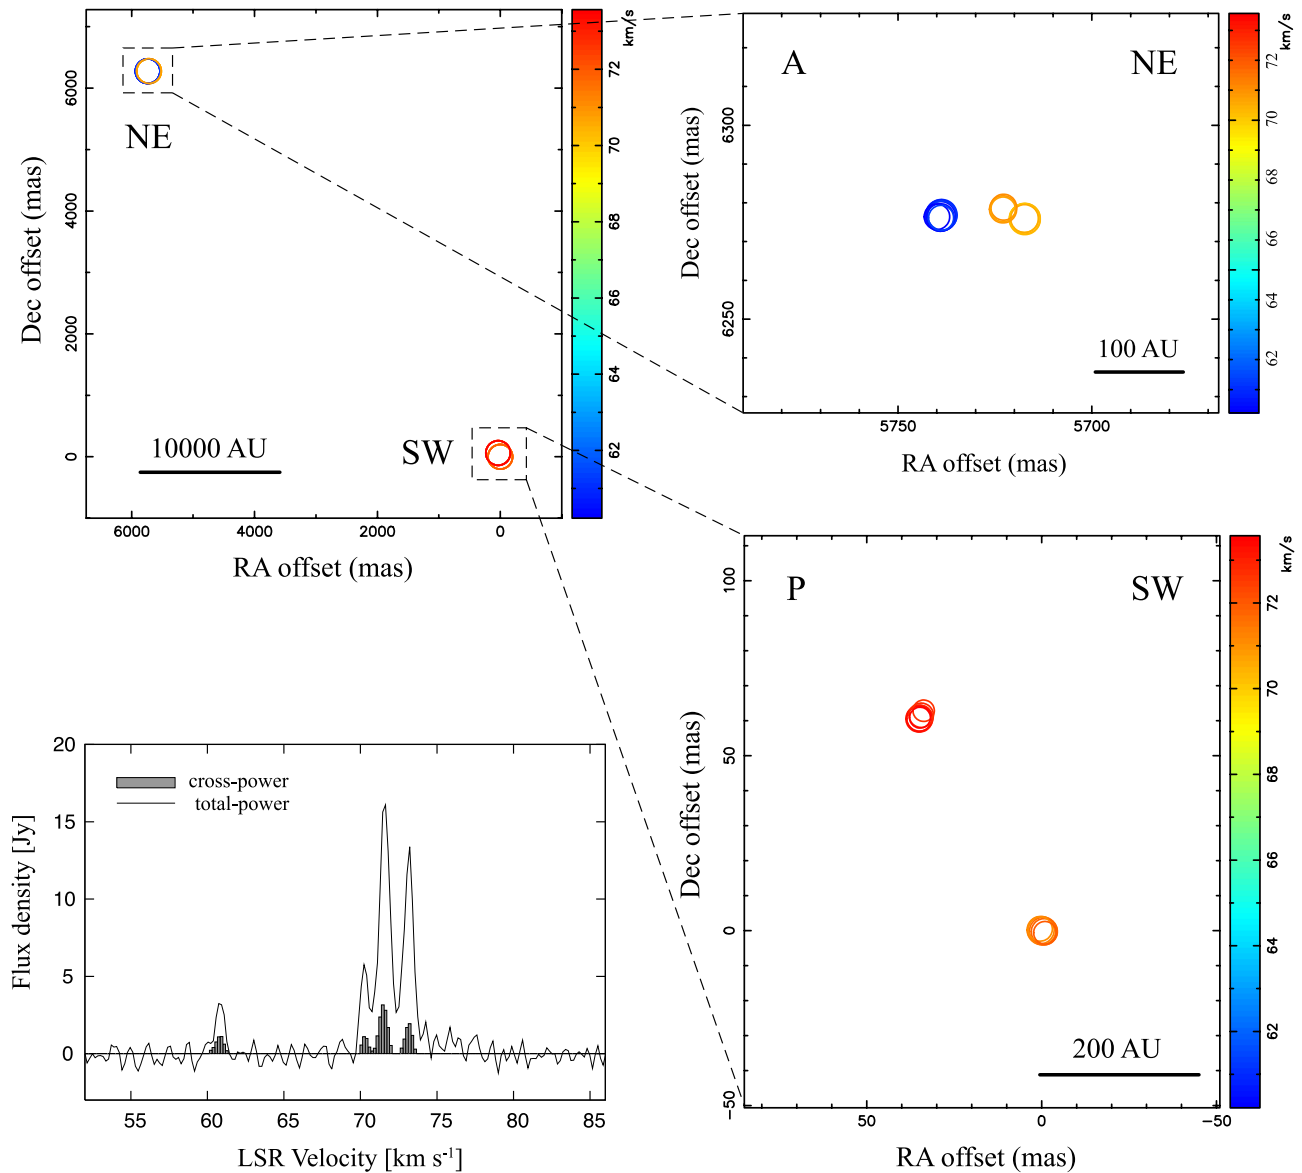 km/s
72
70
68
66
64
62
6000
4000
2000
0
Dec offset (mas)
NE
SW
10000 AU
6000
4000
2000
0
RA offset (mas)
A
NE
km/s
72
70
68
66
64
62
6300
6250
Dec offset (mas)
100 AU
5750
5700
RA offset (mas)
P
SW
km/s
72
70
68
66
64
62
100
50
0
-50
Dec offset (mas)
200 AU
50
0
-50
RA offset (mas)
20
15
10
5
0
Flux density [Jy]
cross-power
total-power
55
60
65
70
75
80
85
LSR Velocity [km s⁻¹]